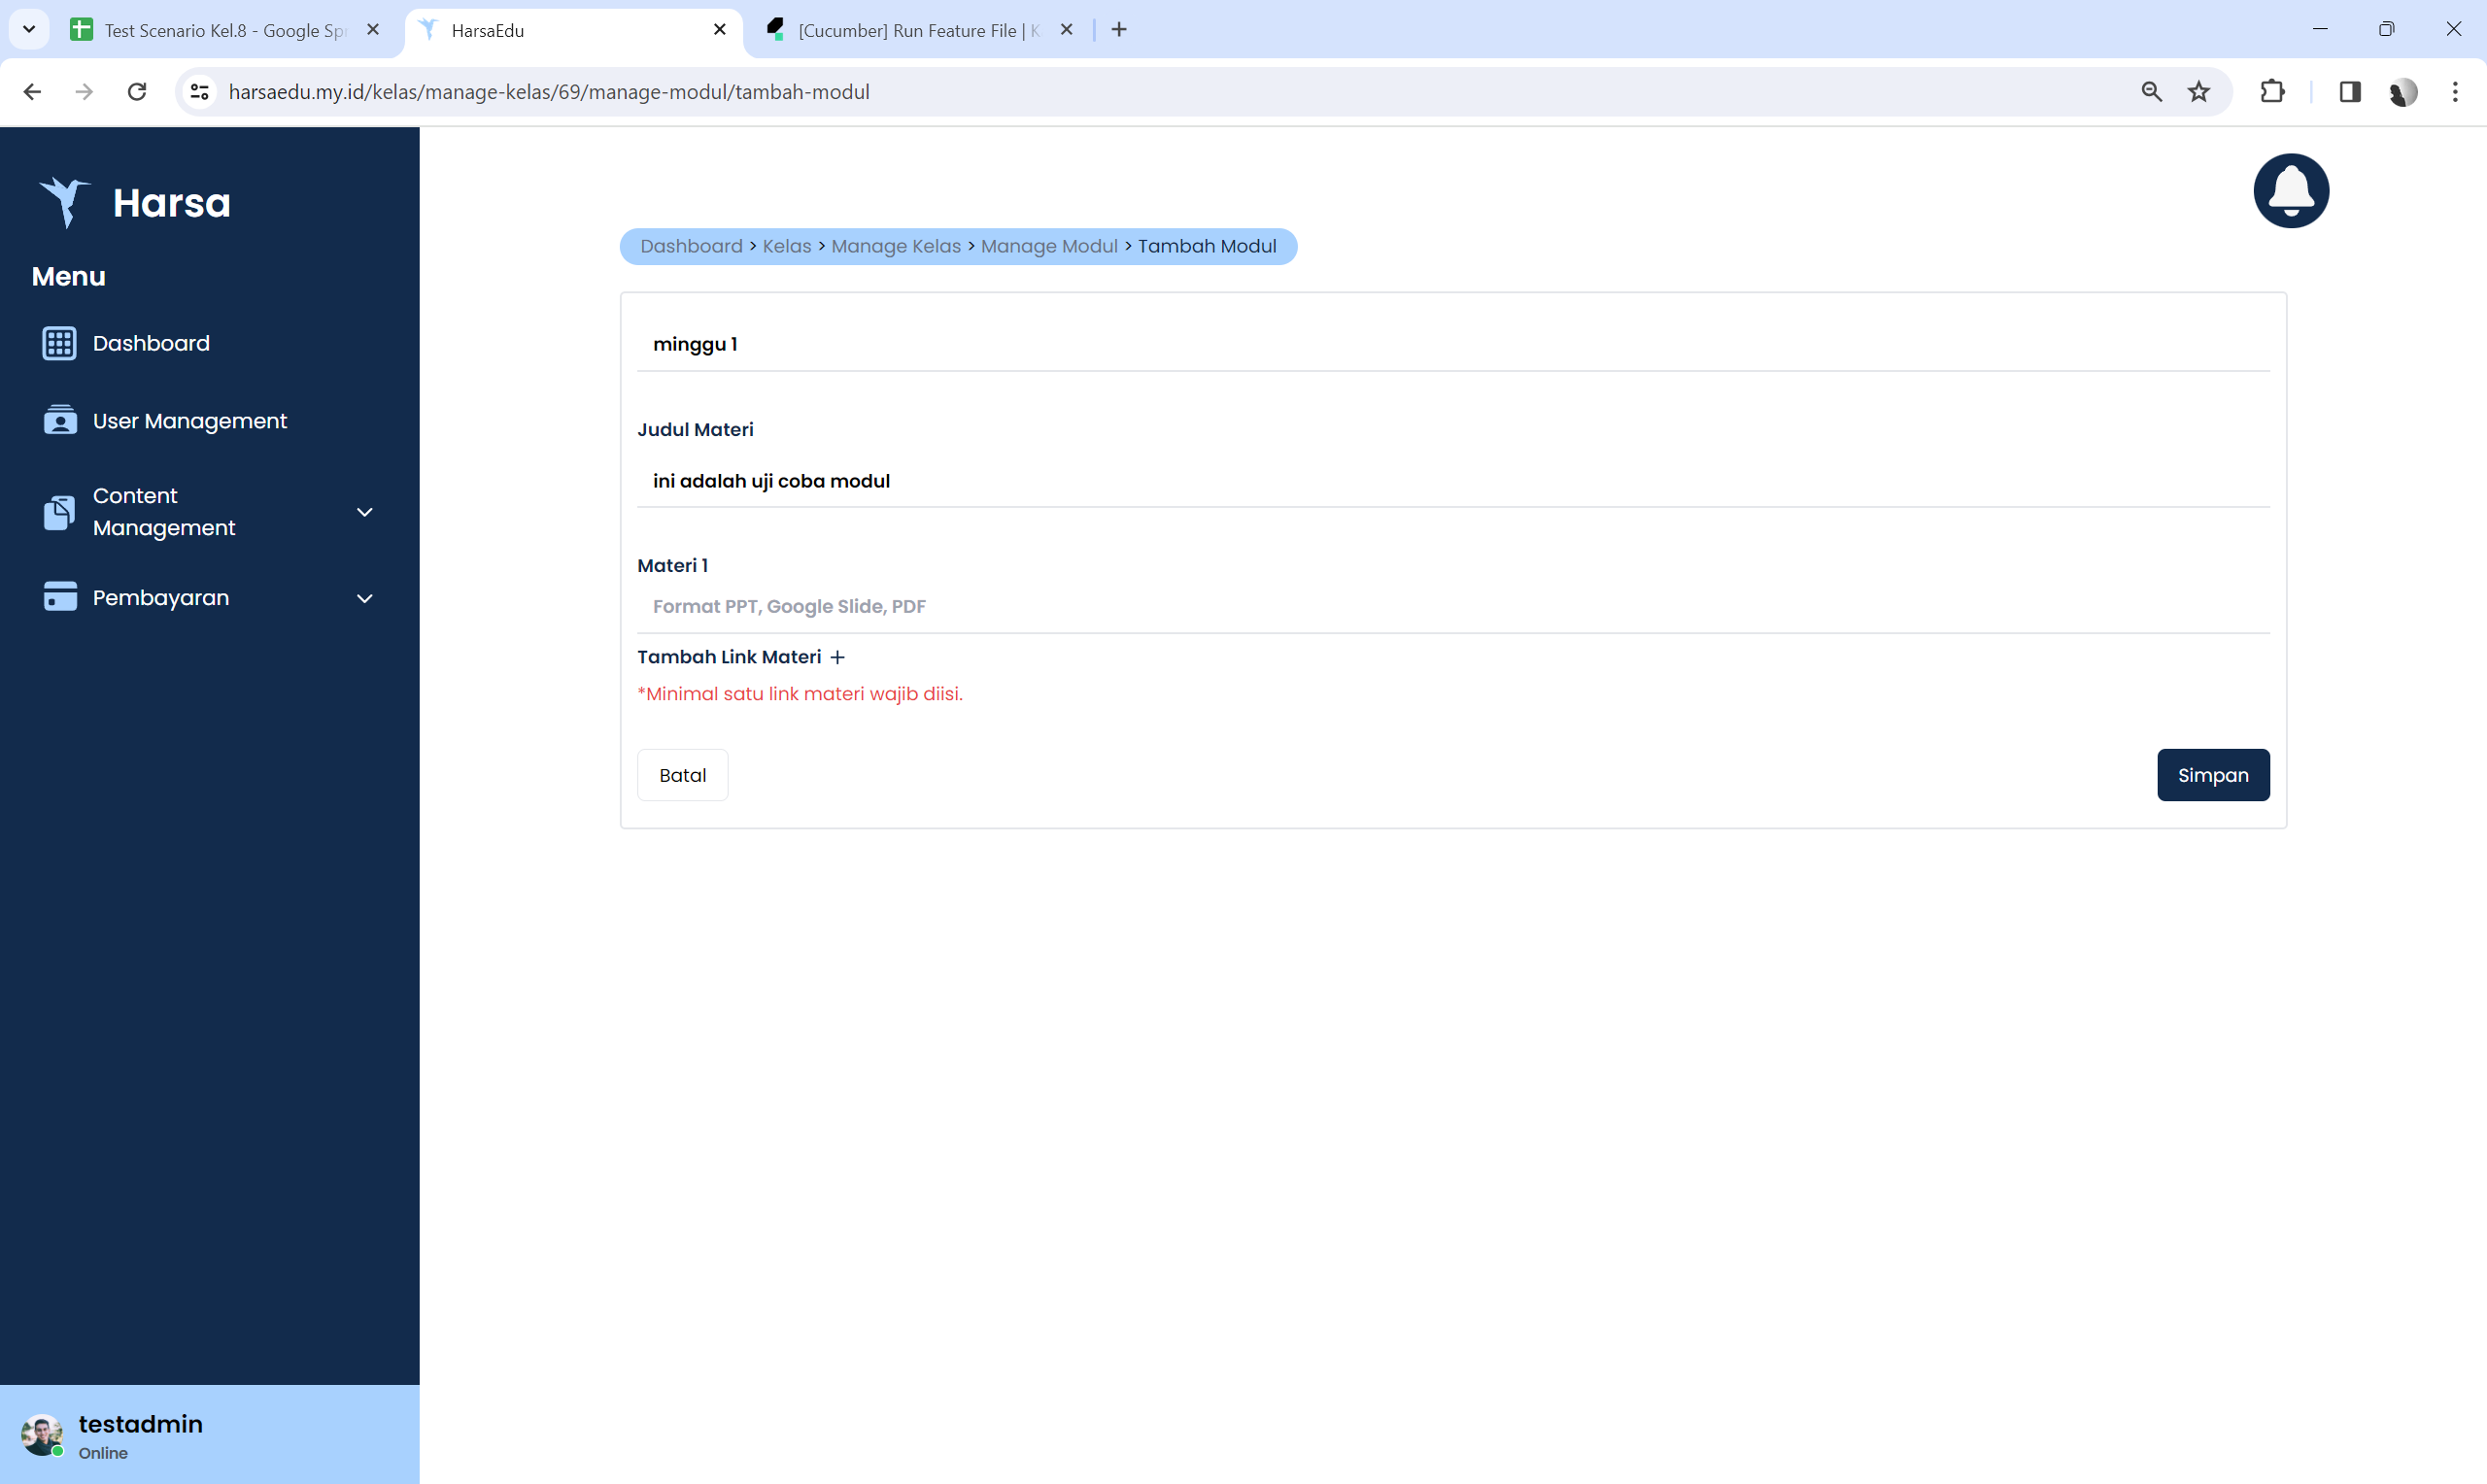 Test Scenario Kel.8 - Google Spr
HarsaEdu
[Cucumber] Run Feature File | K
harsaedu.my.id/kelas/manage-kelas/69/manage-modul/tambah-modul
Harsa
Menu
Dashboard
User Management
Content
Management
Pembayaran
Dashboard > Kelas > Manage Kelas > Manage Modul > Tambah Modul
minggu 1
Judul Materi
ini adalah uji coba modul
Materi 1
Format PPT, Google Slide, PDF
Tambah Link Materi +
*Minimal satu link materi wajib diisi.
Batal
Simpan
testadmin
Online